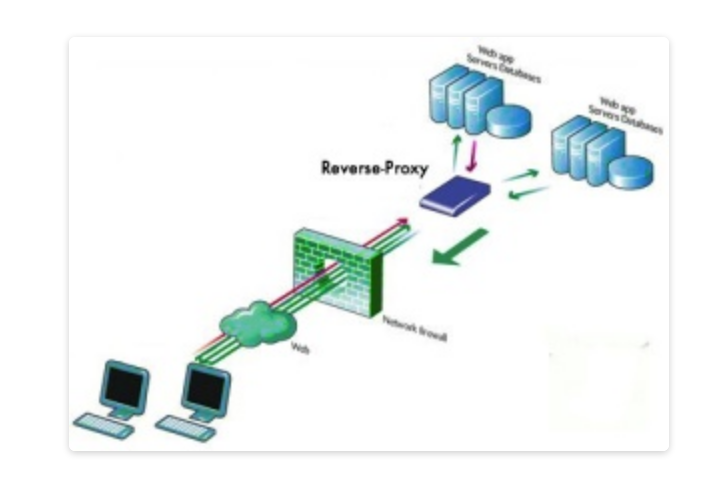 Web app
Servers Databases
Web app
Servers Databases
Reverse-Proxy
Network firewall
Web